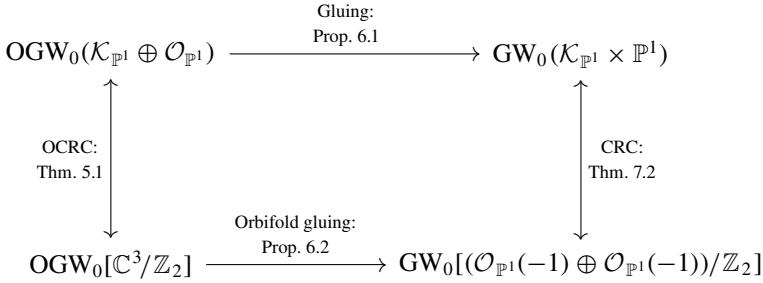 Gluing:
Prop. 6.1
OGW₀(𝒦_ℙ¹ ⊕ 𝒪_ℙ¹) GW₀(𝒦_ℙ¹ × ℙ¹)
OCRC: CRC:
Thm. 5.1 Thm. 7.2
Orbifold gluing:
Prop. 6.2
OGW₀[ℂ³/ℤ₂] GW₀[(𝒪_ℙ¹(−1) ⊕ 𝒪_ℙ¹(−1))/ℤ₂]